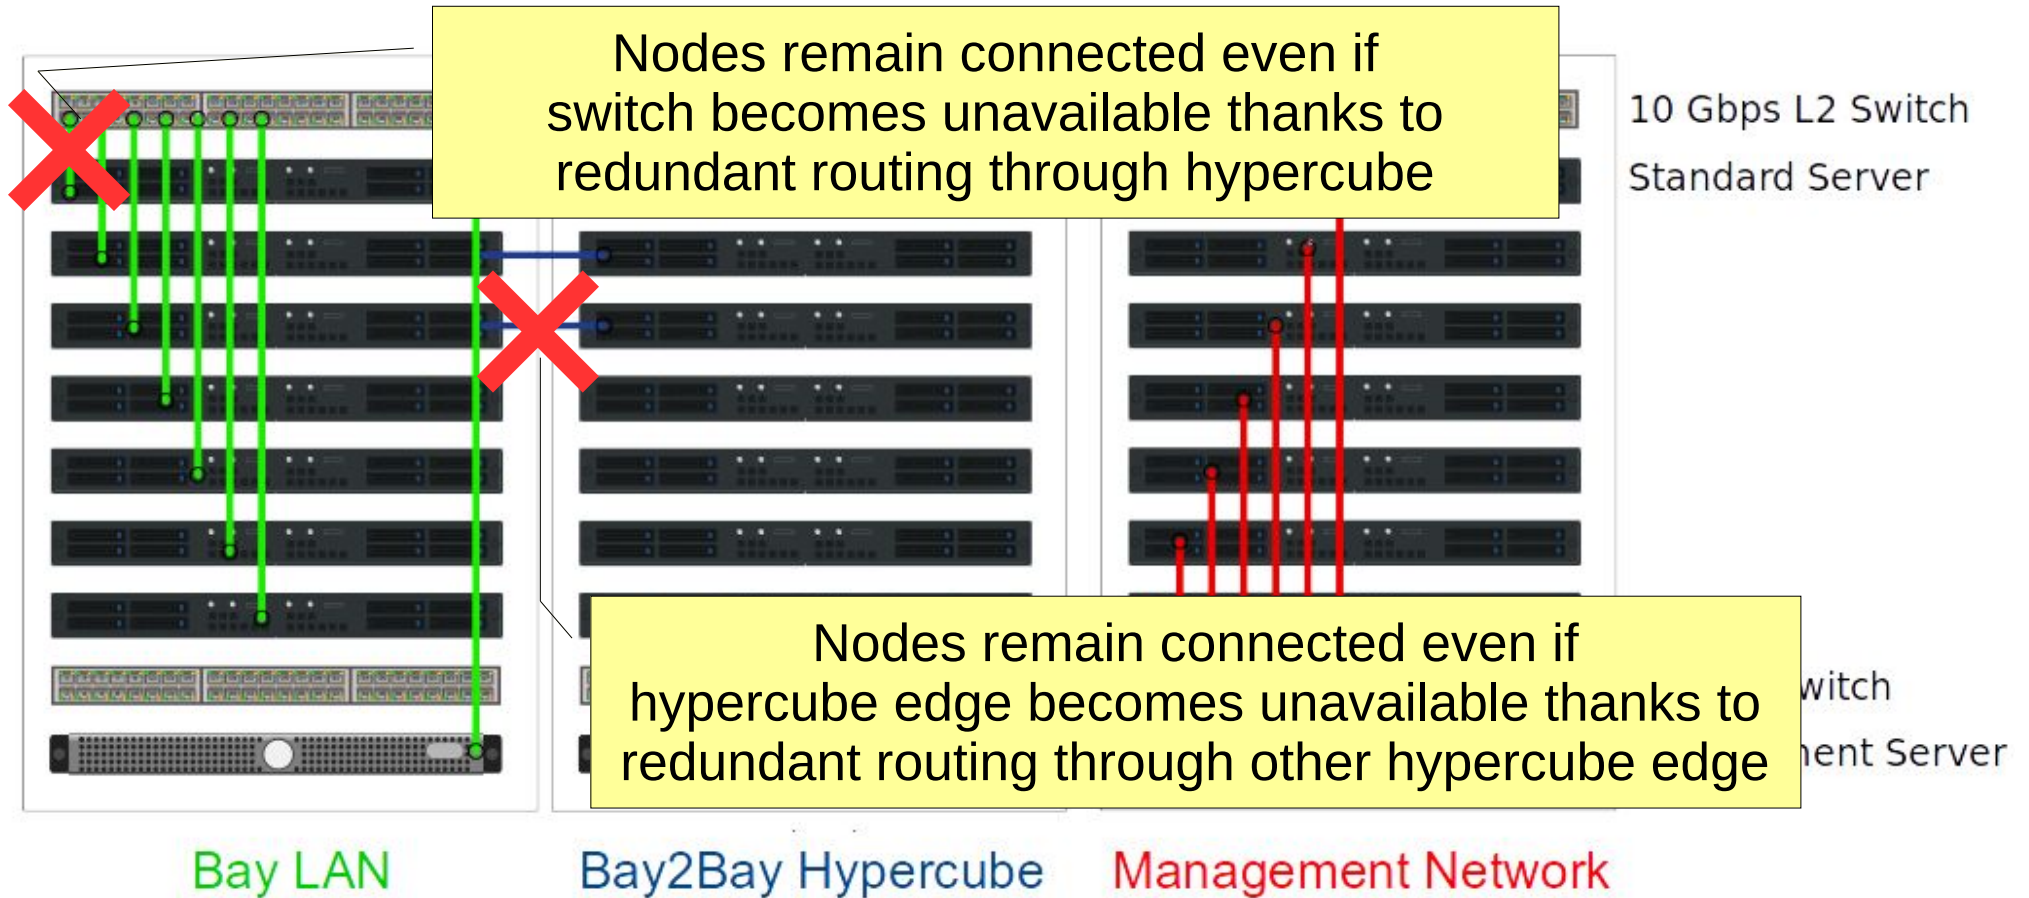 Nodes remain connected even if
switch becomes unavailable thanks to
redundant routing through hypercube
10 Gbps L2 Switch
Standard Server
Nodes remain connected even if
hypercube edge becomes unavailable thanks to
redundant routing through other hypercube edge
Server
Bay LAN
Bay2Bay Hypercube
Management Network